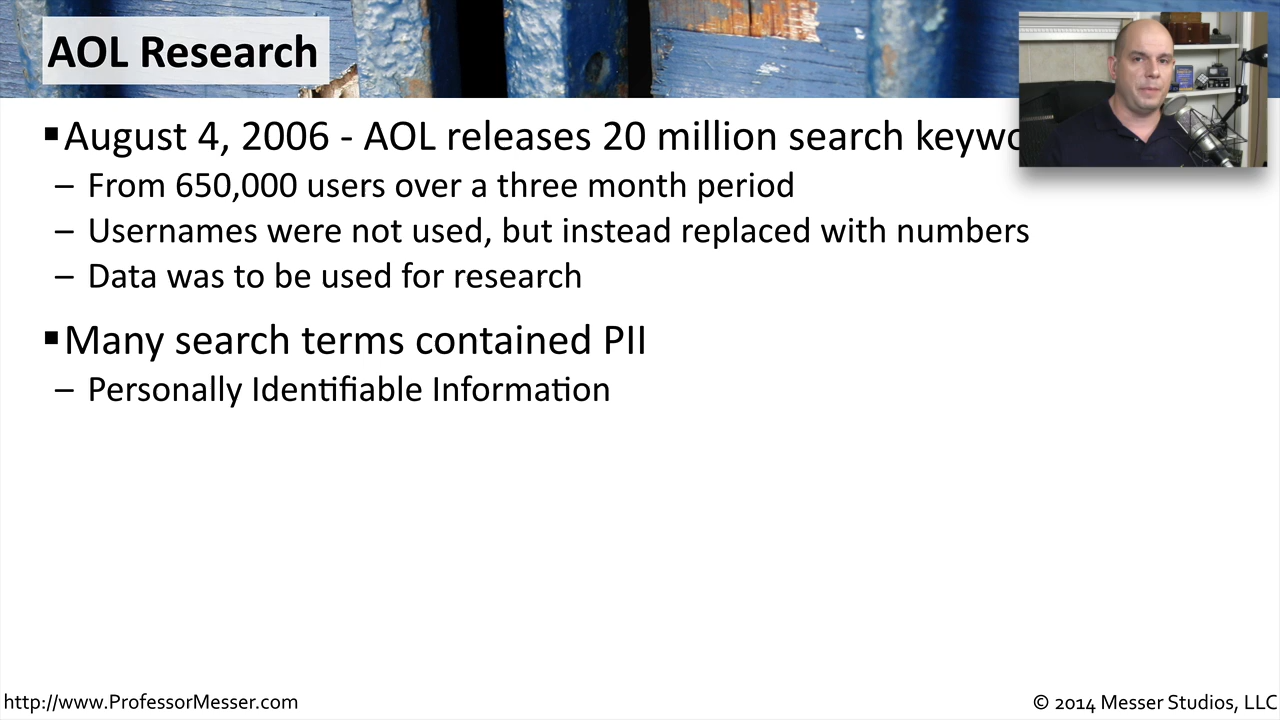 AOL Research
▪August 4, 2006 - AOL releases 20 million search
– From 650,000 users over a three month period
– Usernames were not used, but instead replaced with numbers
– Data was to be used for research
▪Many search terms contained PII
– Personally Identifiable Information
http://www.ProfessorMesser.com
© 2014 Messer Studios, LLC